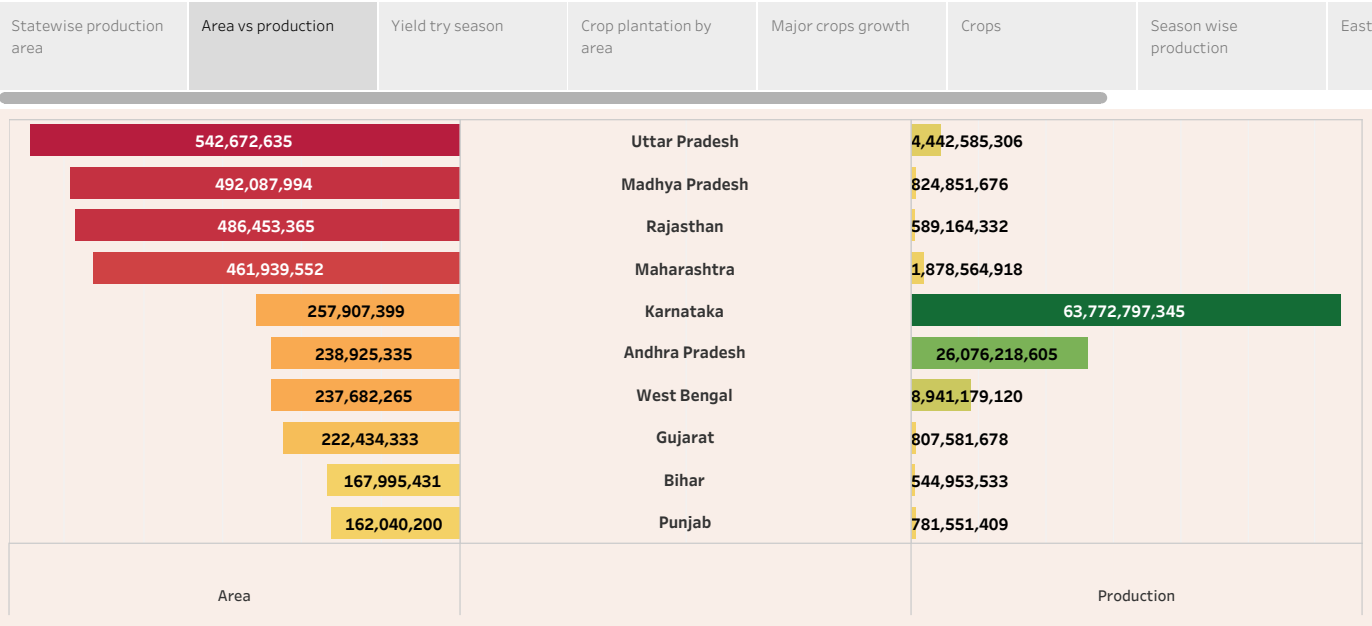 Statewise production
area
Area vs production
Yield try season
Crop plantation by
area
Major crops growth
Crops
Season wise
production
East
542,672,635 Uttar Pradesh 4,442,585,306
492,087,994 Madhya Pradesh 824,851,676
486,453,365 Rajasthan 589,164,332
461,939,552 Maharashtra 1,878,564,918
257,907,399 Karnataka 63,772,797,345
238,925,335 Andhra Pradesh 26,076,218,605
237,682,265 West Bengal 8,941,179,120
222,434,333 Gujarat 807,581,678
167,995,431 Bihar 544,953,533
162,040,200 Punjab 781,551,409
Area Production